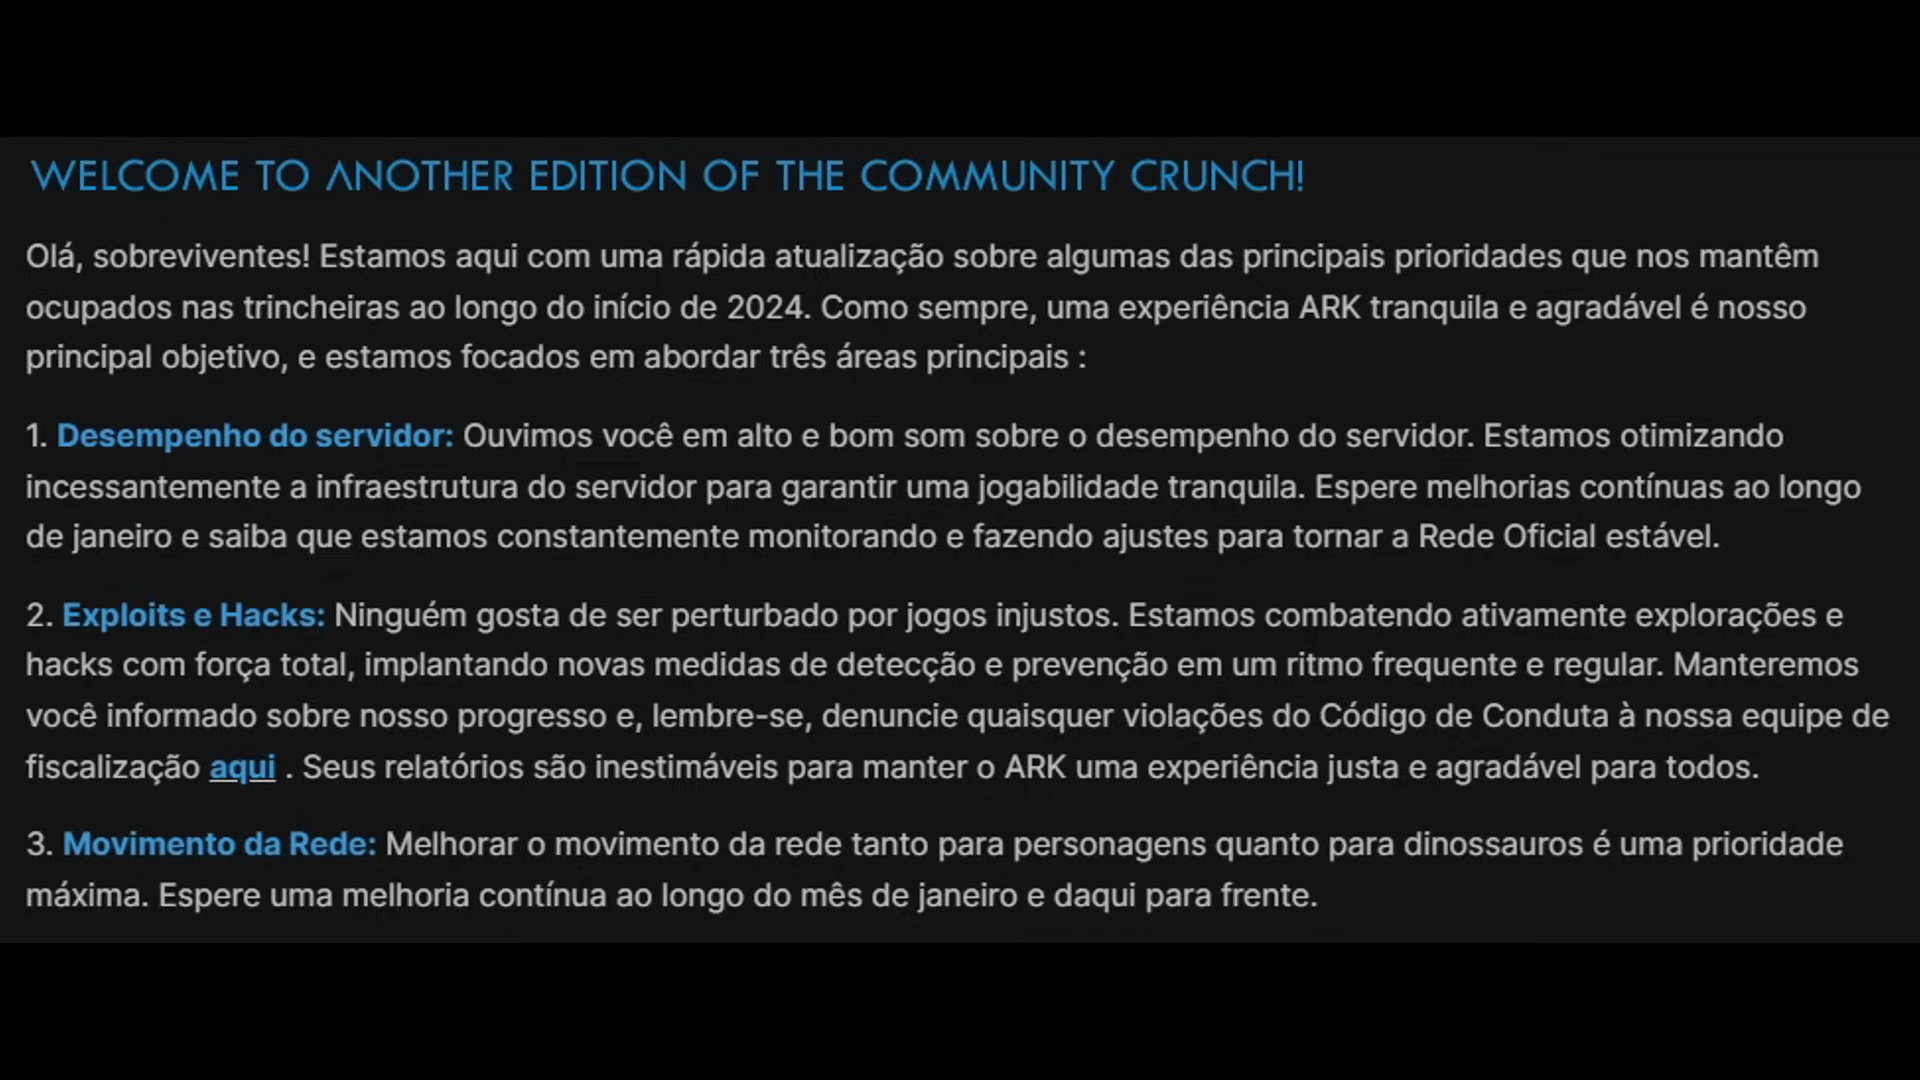 WELCOME TO ANOTHER EDITION OF THE COMMUNITY CRUNCH!
Olá, sobreviventes! Estamos aqui com uma rápida atualização sobre algumas das principais prioridades que nos mantêm
ocupados nas trincheiras ao longo do início de 2024. Como sempre, uma experiência ARK tranquila e agradável é nosso
principal objetivo, e estamos focados em abordar três áreas principais :
1. Desempenho do servidor: Ouvimos você em alto e bom som sobre o desempenho do servidor. Estamos otimizando
incessantemente a infraestrutura do servidor para garantir uma jogabilidade tranquila. Espere melhorias contínuas ao longo
de janeiro e saiba que estamos constantemente monitorando e fazendo ajustes para tornar a Rede Oficial estável.
2. Exploits e Hacks: Ninguém gosta de ser perturbado por jogos injustos. Estamos combatendo ativamente explorações e
hacks com força total, implantando novas medidas de detecção e prevenção em um ritmo frequente e regular. Manteremos
você informado sobre nosso progresso e, lembre-se, denuncie quaisquer violações do Código de Conduta à nossa equipe de
fiscalização aqui . Seus relatórios são inestimáveis para manter o ARK uma experiência justa e agradável para todos.
3. Movimento da Rede: Melhorar o movimento da rede tanto para personagens quanto para dinossauros é uma prioridade
máxima. Espere uma melhoria contínua ao longo do mês de janeiro e daqui para frente.